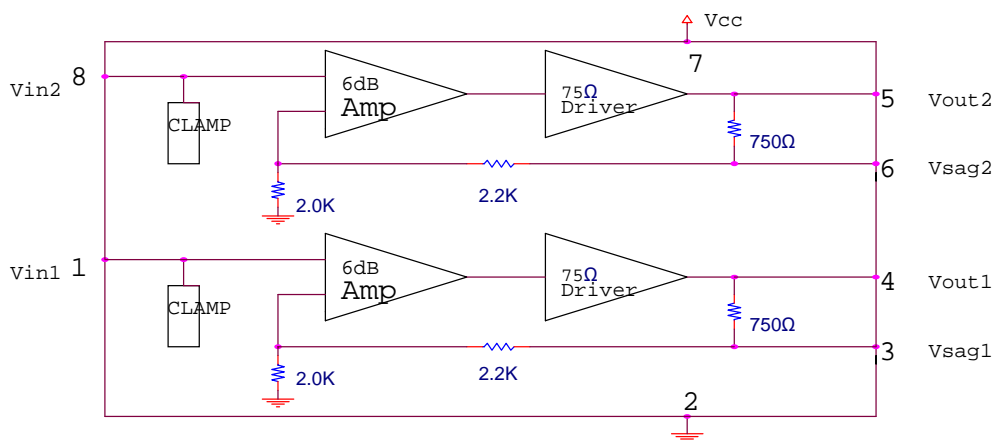 Vcc
7
Vin2
8
6dB
Amp
75Ω
Driver
5
Vout2
CLAMP
750Ω
6
Vsag2
2.2K
2.0K
Vin1
1
6dB
Amp
75Ω
Driver
4
Vout1
CLAMP
750Ω
3
Vsag1
2.2K
2.0K
2